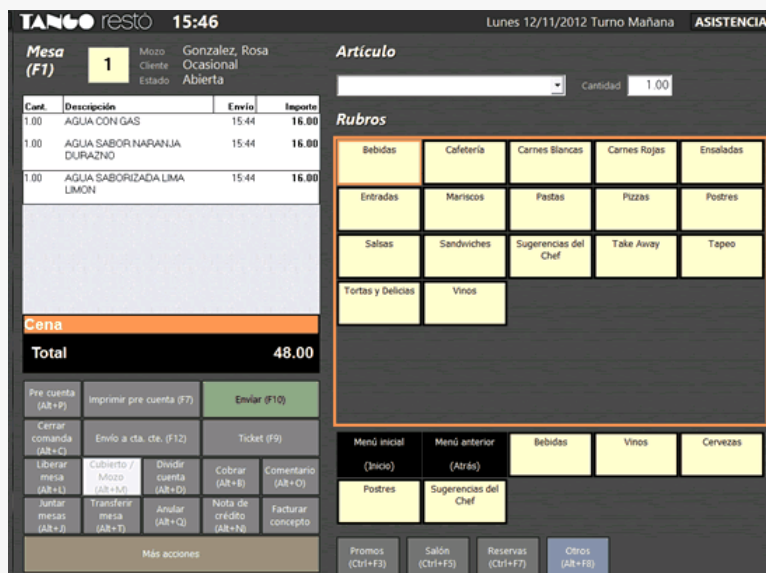 TANGO restó 15:46 Lunes 12/11/2012 Turno Mañana ASISTENCIA
Mesa (F1)
1
Mozo Gonzalez, Rosa
Cliente Ocasional
Estado Abierta
Cant. Descripción Envío Importe
1.00 AGUA CON GAS 15:44 16.00
1.00 AGUA SABOR NARANJA 15:44 16.00
DURAZNO
1.00 AGUA SABORIZADA LIMA 15:44 16.00
LIMON
Cena
Total 48.00
Pre cuenta
(Alt+P)
Imprimir pre cuenta (F7)
Enviar (F10)
Cerrar
comanda
(Alt+C)
Envío a cta. cte. (F12)
Ticket (F9)
Liberar
mesa
(Alt+L)
Cubierto /
Mozo
(Alt+M)
Dividir
cuenta
(Alt+D)
Cobrar
(Alt+B)
Comentario
(Alt+O)
Juntar
mesas
(Alt+J)
Transferir
mesa
(Alt+T)
Anular
(Alt+Q)
Nota de
crédito
(Alt+N)
Facturar
concepto
Más acciones
Artículo
Cantidad 1.00
Rubros
Bebidas
Cafetería
Carnes Blancas
Carnes Rojas
Ensaladas
Entradas
Mariscos
Pastas
Pizzas
Postres
Salsas
Sandwiches
Sugerencias del
Chef
Take Away
Tapeo
Tortas y Delicias
Vinos
Menú inicial
(Inicio)
Menú anterior
(Atrás)
Bebidas
Vinos
Cervezas
Postres
Sugerencias del
Chef
Promos
(Ctrl+F3)
Salón
(Ctrl+F5)
Reservas
(Ctrl+F7)
Otros
(Alt+F8)